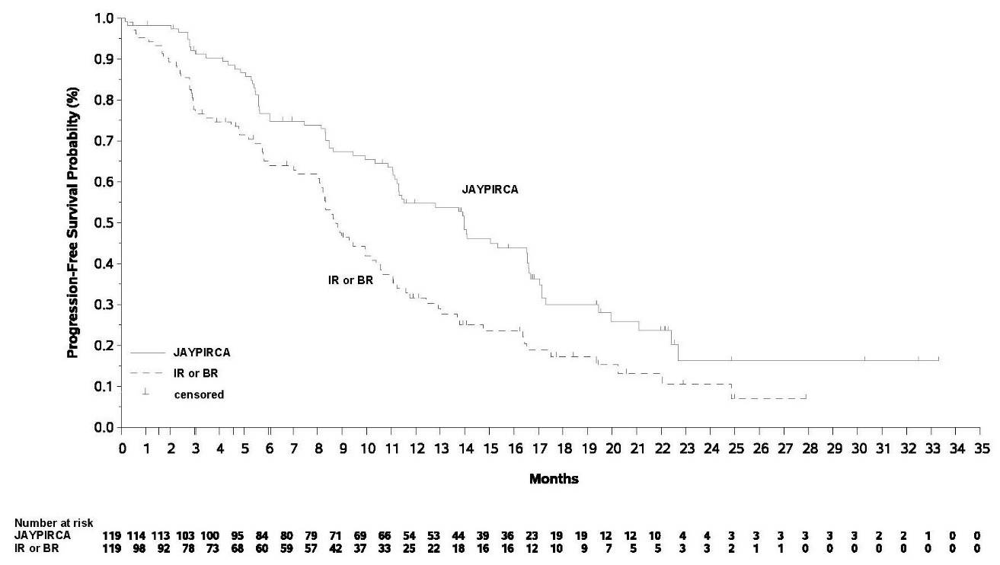 1.0
0.9
0.8
0.7
0.6
0.5
0.4
0.3
0.2
0.1
0.0
Progression-Free Survival Probabilty (%)
JAYPIRCA
IR or BR
JAYPIRCA
IR or BR
censored
0 1 2 3 4 5 6 7 8 9 10 11 12 13 14 15 16 17 18 19 20 21 22 23 24 25 26 27 28 29 30 31 32 33 34 35
Months
Number at risk
JAYPIRCA 119 114 113 103 100 95 84 80 79 71 69 66 54 53 44 39 36 23 19 19 12 12 10 4 4 3 3 3 3 3 3 2 2 1 0 0
IR or BR 119 98 92 78 73 68 60 59 57 42 37 33 25 22 18 16 16 12 10 9 7 5 5 3 3 2 1 1 0 0 0 0 0 0 0 0